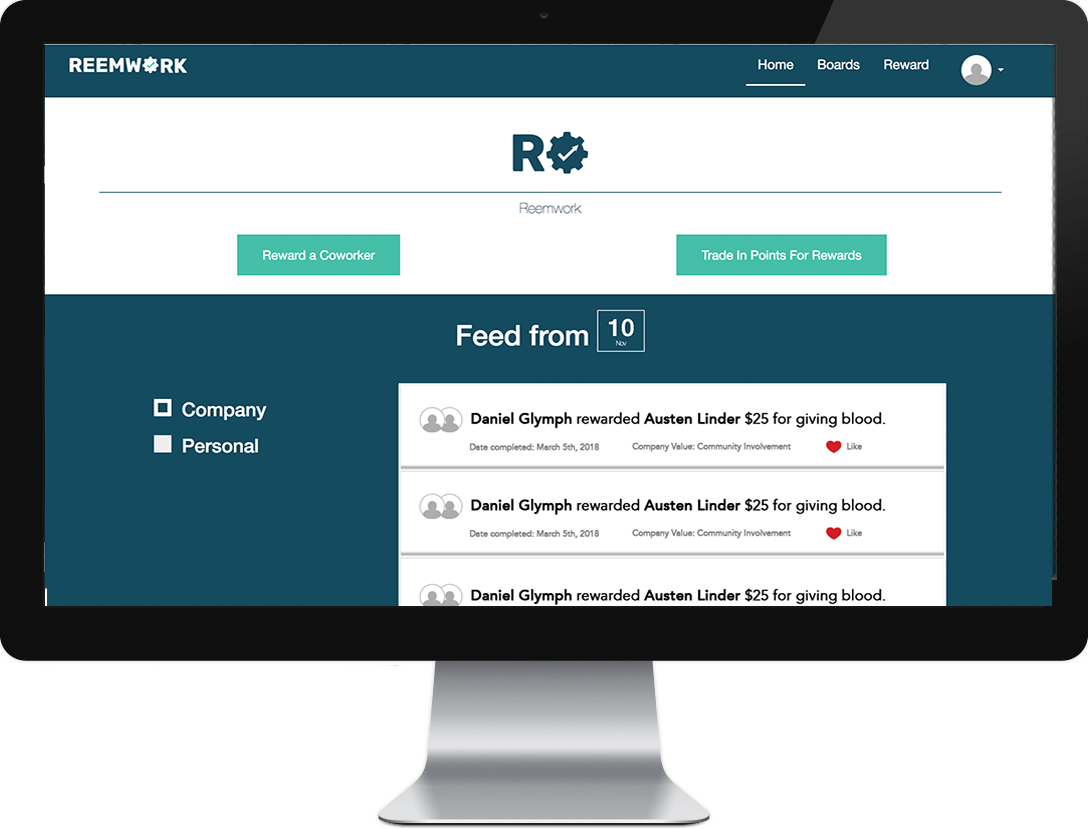 REEMWORK
Home Boards Reward
R
Reemwork
Reward a Coworker Trade In Points For Rewards
Feed from 10
Nov
Company
Personal
Daniel Glymph rewarded Austen Linder $25 for giving blood.
Date completed: March 5th, 2018 Company Value: Community Involvement Like
Daniel Glymph rewarded Austen Linder $25 for giving blood.
Date completed: March 5th, 2018 Company Value: Community Involvement Like
Daniel Glymph rewarded Austen Linder $25 for giving blood.